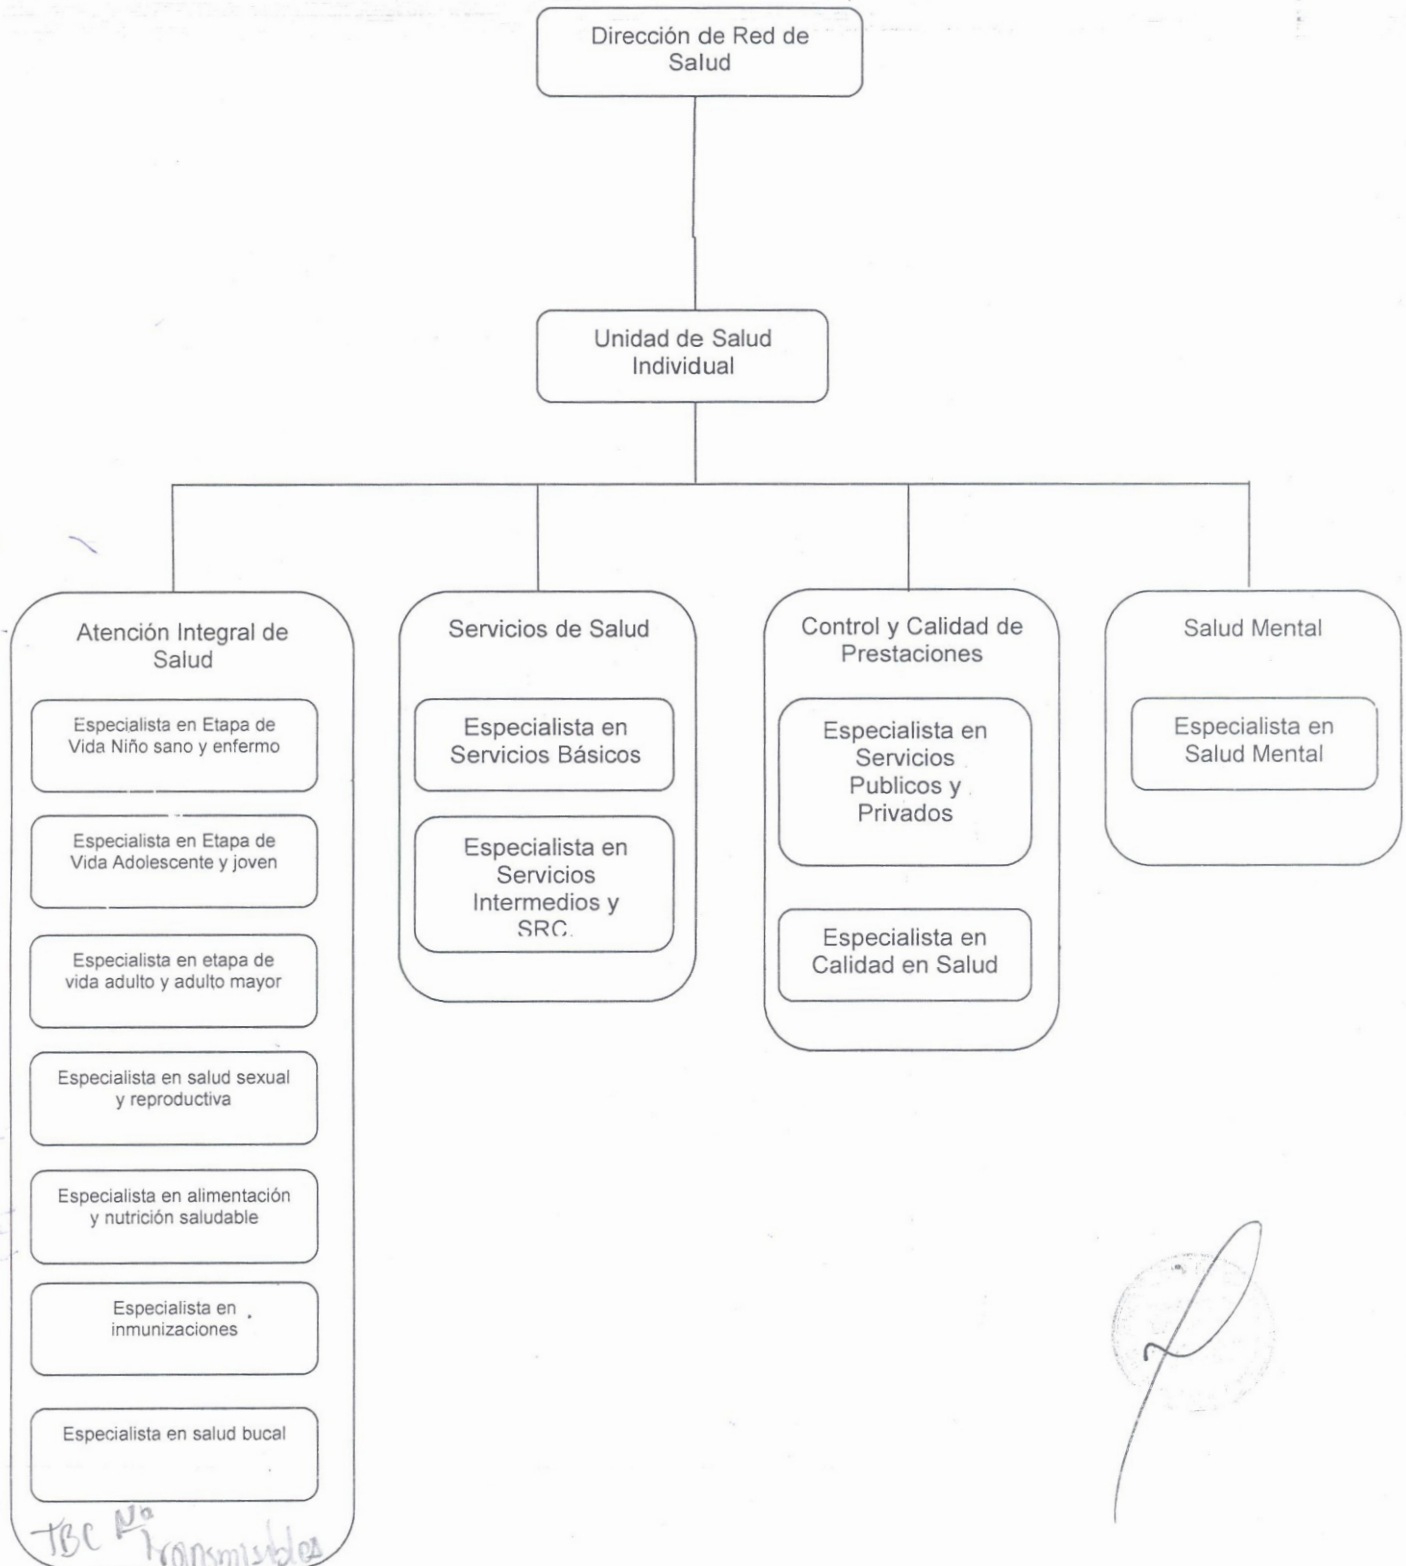 Dirección de Red de
Salud
Unidad de Salud
Individual
Atención Integral de
Salud
Especialista en Etapa de
Vida Niño sano y enfermo
Especialista en Etapa de
Vida Adolescente y joven
Especialista en etapa de
vida adulto y adulto mayor
Especialista en salud sexual
y reproductiva
Especialista en alimentación
y nutrición saludable
Especialista en
inmunizaciones
Especialista en salud bucal
TBC No
Transmisibles
Servicios de Salud
Especialista en
Servicios Básicos
Especialista en
Servicios
Intermedios y
SRC.
Control y Calidad de
Prestaciones
Especialista en
Servicios
Publicos y
Privados
Especialista en
Calidad en Salud
Salud Mental
Especialista en
Salud Mental